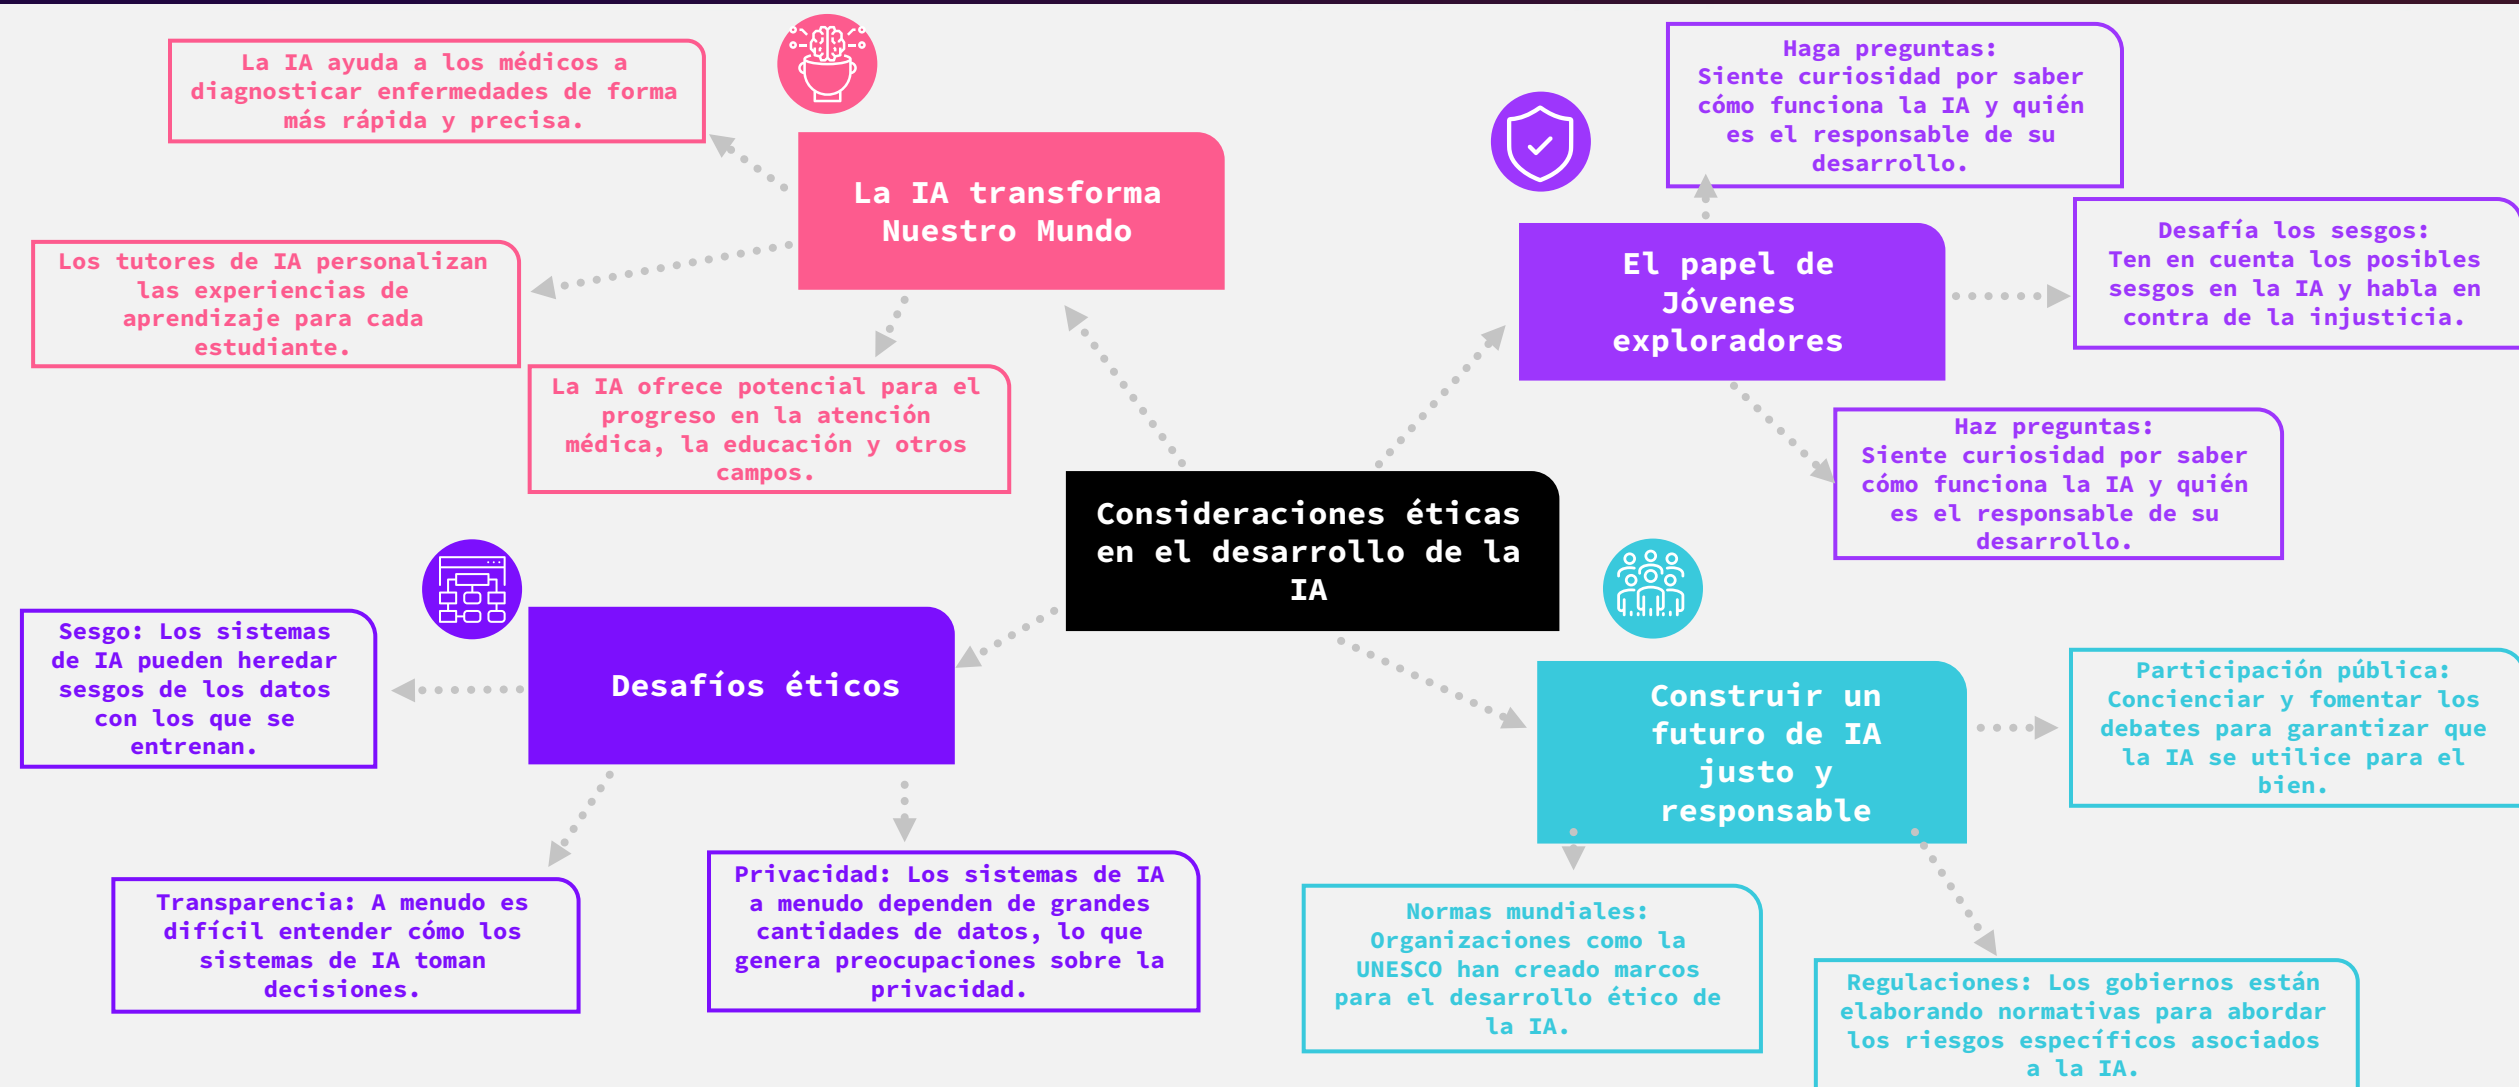 La IA ayuda a los médicos a
diagnosticar enfermedades de forma
más rápida y precisa.
La IA transforma
Nuestro Mundo
Los tutores de IA personalizan
las experiencias de
aprendizaje para cada
estudiante.
La IA ofrece potencial para el
progreso en la atención
médica, la educación y otros
campos.
Haga preguntas:
Siente curiosidad por saber
cómo funciona la IA y quién
es el responsable de su
desarrollo.
El papel de
Jóvenes
exploradores
Desafía los sesgos:
Ten en cuenta los posibles
sesgos en la IA y habla en
contra de la injusticia.
Haz preguntas:
Siente curiosidad por saber
cómo funciona la IA y quién
es el responsable de su
desarrollo.
Consideraciones éticas
en el desarrollo de la
IA
Desafíos éticos
Sesgo: Los sistemas
de IA pueden heredar
sesgos de los datos
con los que se
entrenan.
Transparencia: A menudo es
difícil entender cómo los
sistemas de IA toman
decisiones.
Privacidad: Los sistemas de IA
a menudo dependen de grandes
cantidades de datos, lo que
genera preocupaciones sobre la
privacidad.
Construir un
futuro de IA
justo y
responsable
Participación pública:
Concienciar y fomentar los
debates para garantizar que
la IA se utilice para el
bien.
Normas mundiales:
Organizaciones como la
UNESCO han creado marcos
para el desarrollo ético de
la IA.
Regulaciones: Los gobiernos están
elaborando normativas para abordar
los riesgos específicos asociados
a la IA.